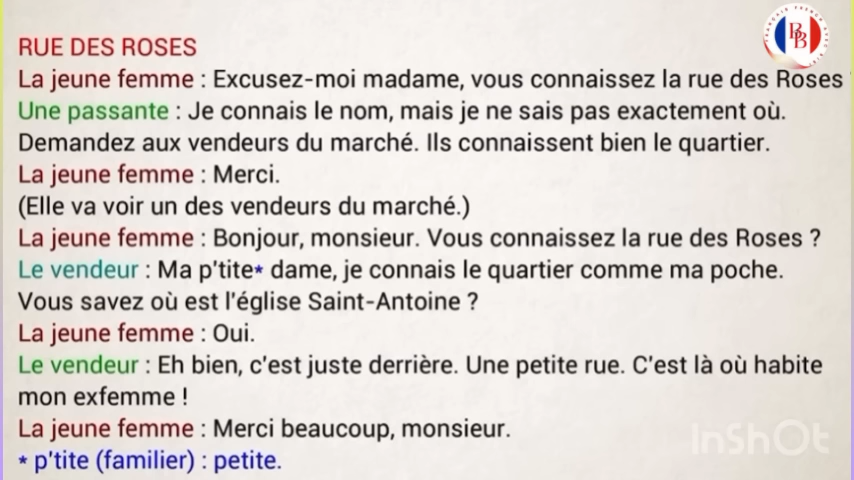 RUE DES ROSES
La jeune femme : Excusez-moi madame, vous connaissez la rue des Roses
Une passante : Je connais le nom, mais je ne sais pas exactement où.
Demandez aux vendeurs du marché. Ils connaissent bien le quartier.
La jeune femme : Merci.
(Elle va voir un des vendeurs du marché.)
La jeune femme : Bonjour, monsieur. Vous connaissez la rue des Roses ?
Le vendeur : Ma p'tite* dame, je connais le quartier comme ma poche.
Vous savez où est l'église Saint-Antoine ?
La jeune femme : Oui.
Le vendeur : Eh bien, c'est juste derrière. Une petite rue. C'est là où habite
mon exfemme !
La jeune femme : Merci beaucoup, monsieur.
* p'tite (familier) : petite.
InShOt